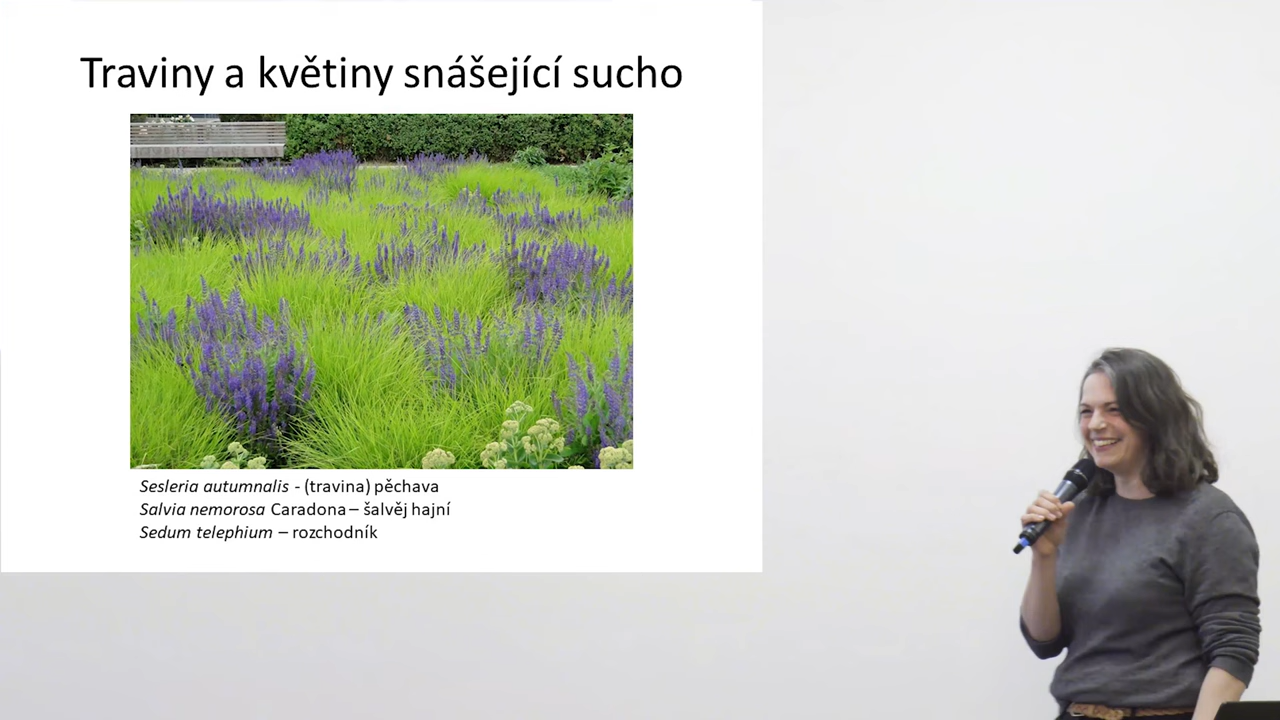 Traviny a květiny snášející sucho
Sesleria autumnalis - (travina) pěchava
Salvia nemorosa Caradona – šalvěj hajní
Sedum telephium – rozchodník